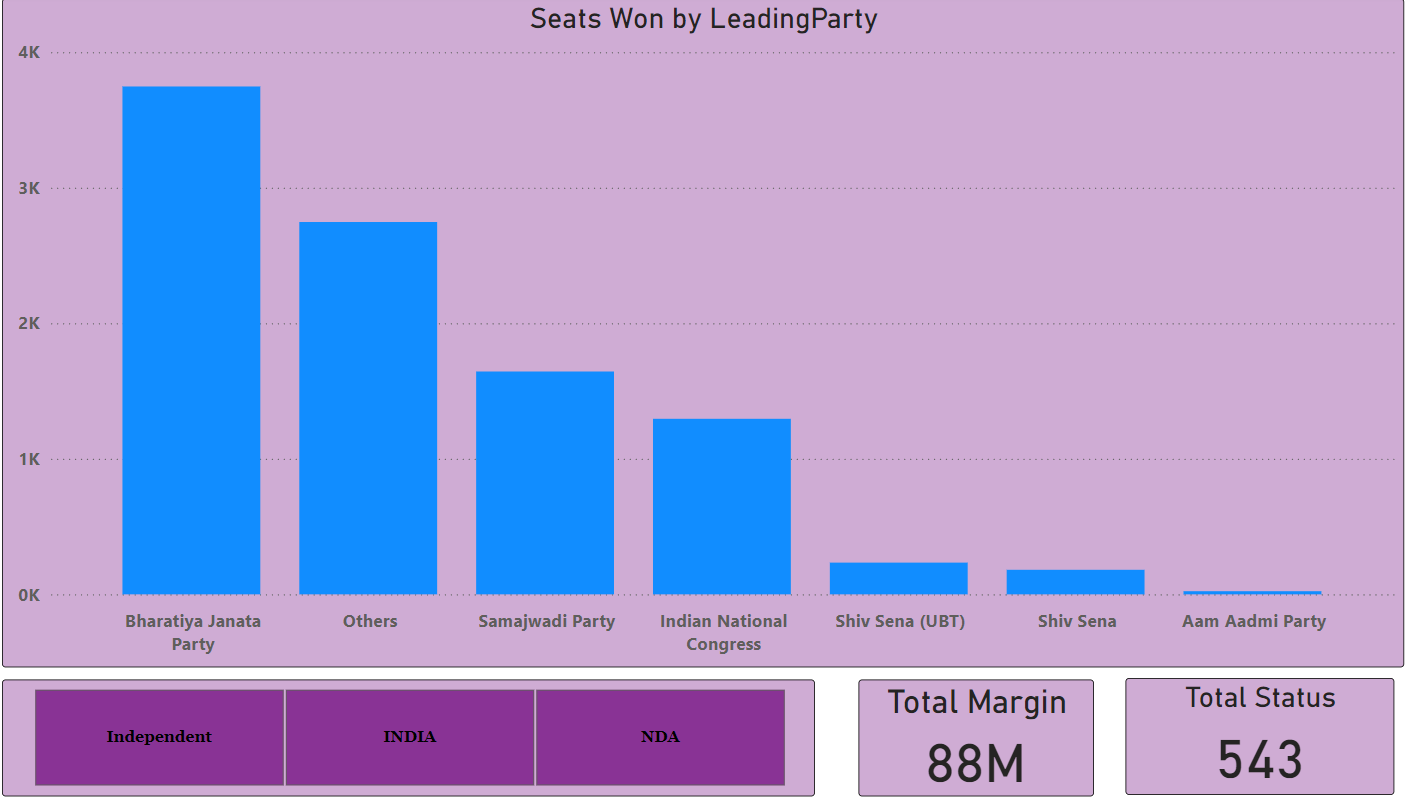 Seats Won by LeadingParty
4K
3K
2K
1K
0K
Bharatiya Janata
Party
Others
Samajwadi Party
Indian National
Congress
Shiv Sena (UBT)
Shiv Sena
Aam Aadmi Party
Independent
INDIA
NDA
Total Margin
88M
Total Status
543